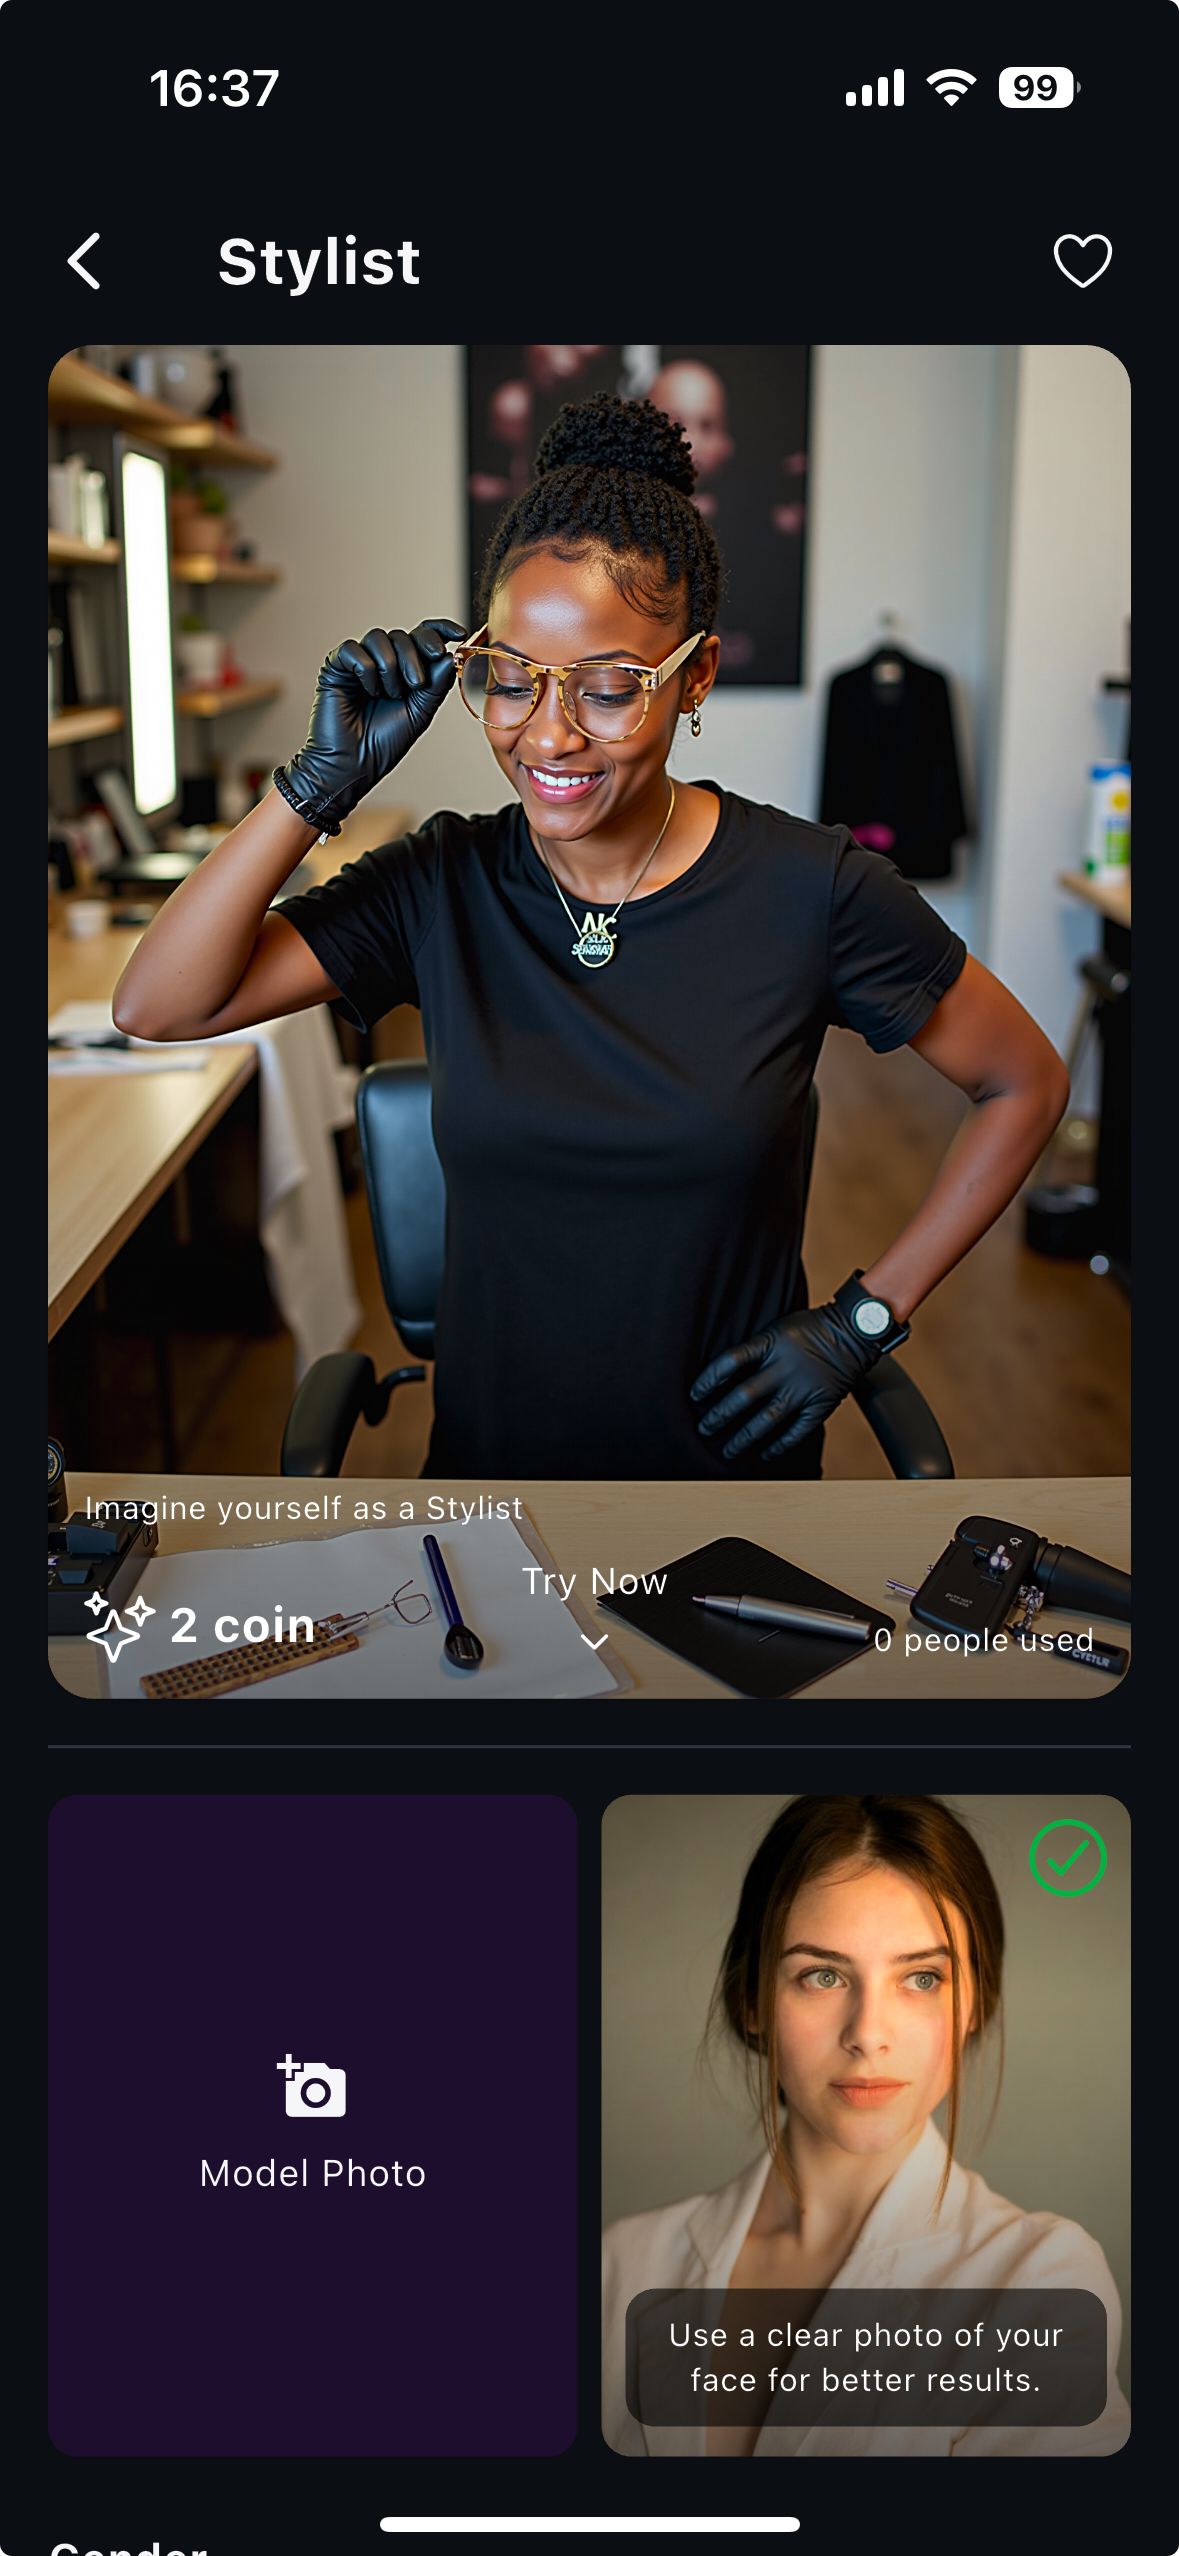 16:37
99
Stylist
Imagine yourself as a Stylist
Try Now
2 coin
0 people used
Model Photo
Use a clear photo of your
face for better results.
Gender